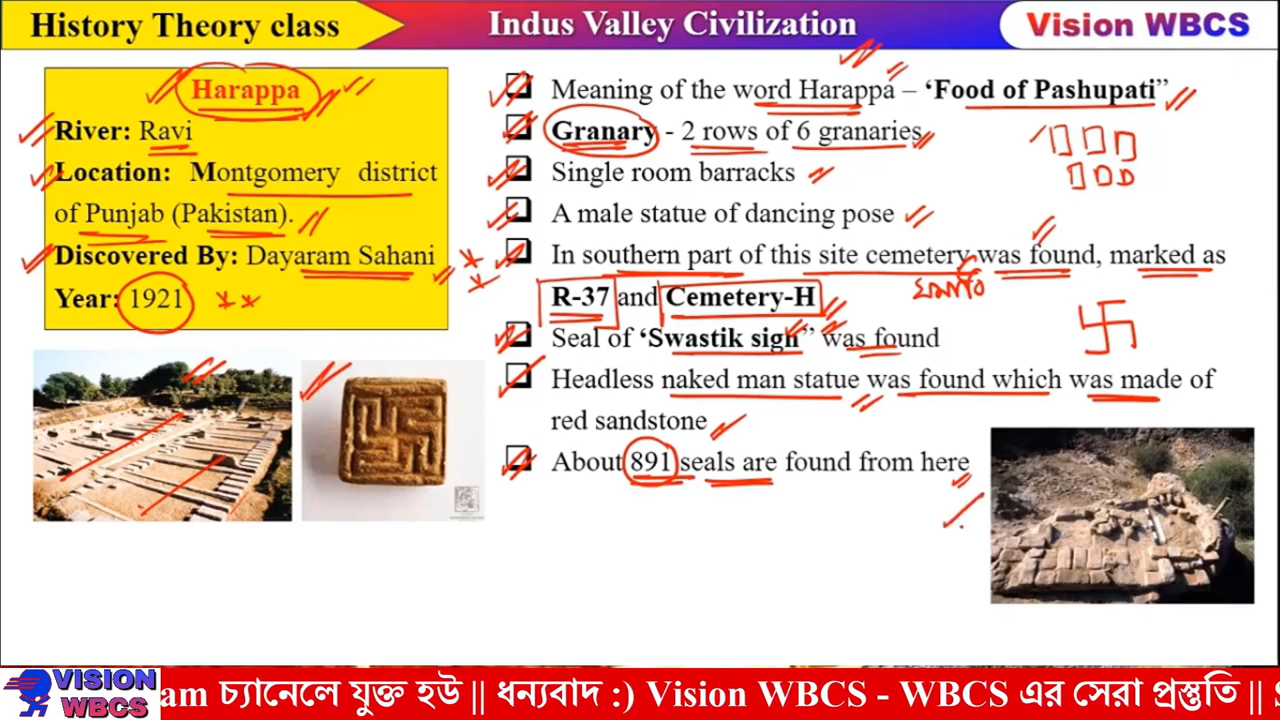 History Theory class
Indus Valley Civilization
Vision WBCS
Harappa
River: Ravi
Location: Montgomery district
of Punjab (Pakistan).
Discovered By: Dayaram Sahani
Year: 1921
Meaning of the word Harappa – ‘Food of Pashupati”
Granary - 2 rows of 6 granaries
Single room barracks
A male statue of dancing pose
In southern part of this site cemetery was found, marked as
R-37 and Cemetery-H
Seal of ‘Swastik sign” was found
Headless naked man statue was found which was made of
red sandstone
About 891 seals are found from here
VISION
WBCS
am চ্যানেলে যুক্ত হউ || ধন্যবাদ :) Vision WBCS - WBCS এর সেরা প্রস্তুতি ||